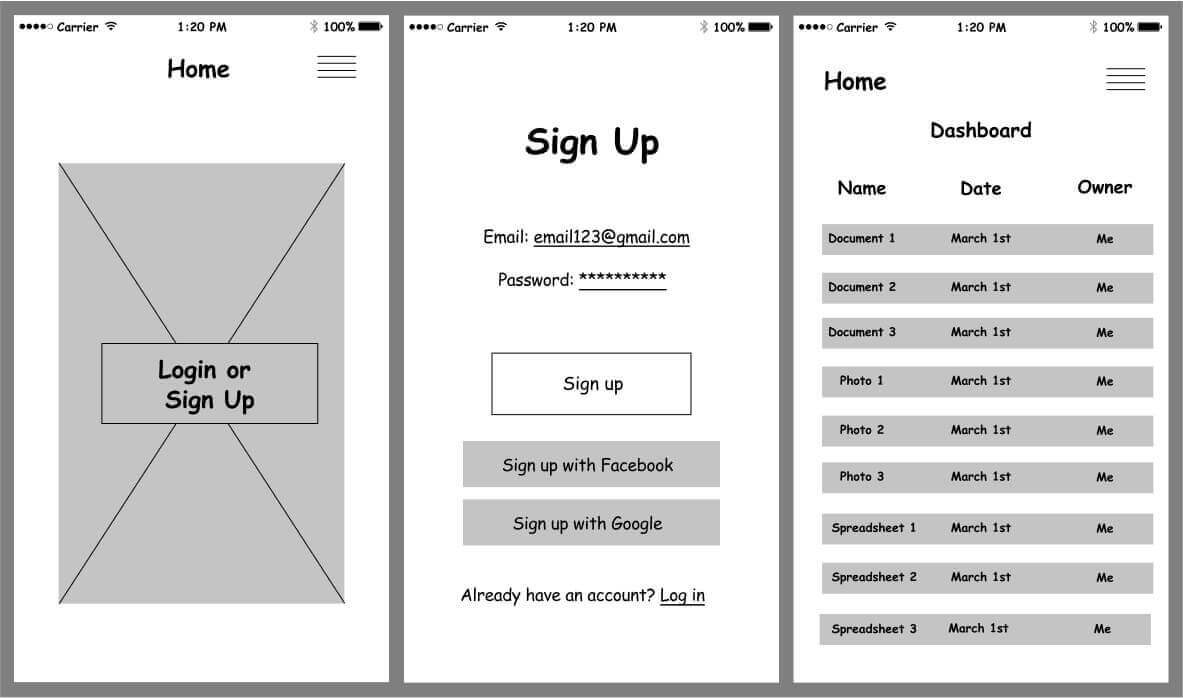 Carrier 1:20 PM 100%
Home
Login or
Sign Up
Carrier 1:20 PM 100%
Sign Up
Email: email123@gmail.com
Password: **********
Sign up
Sign up with Facebook
Sign up with Google
Already have an account? Log in
Carrier 1:20 PM 100%
Home
Dashboard
Name Date Owner
Document 1 March 1st Me
Document 2 March 1st Me
Document 3 March 1st Me
Photo 1 March 1st Me
Photo 2 March 1st Me
Photo 3 March 1st Me
Spreadsheet 1 March 1st Me
Spreadsheet 2 March 1st Me
Spreadsheet 3 March 1st Me